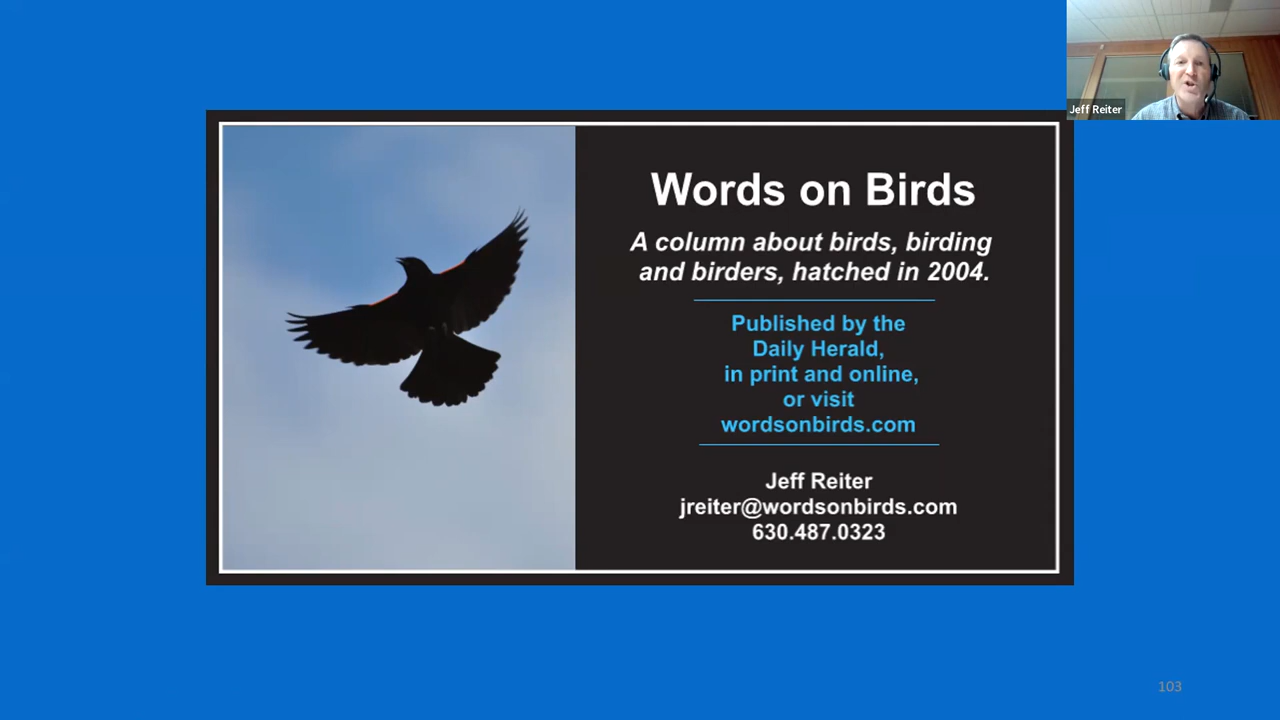 Jeff Reiter
Words on Birds
A column about birds, birding
and birders, hatched in 2004.
Published by the
Daily Herald,
in print and online,
or visit
wordsonbirds.com
Jeff Reiter
jreiter@wordsonbirds.com
630.487.0323
103